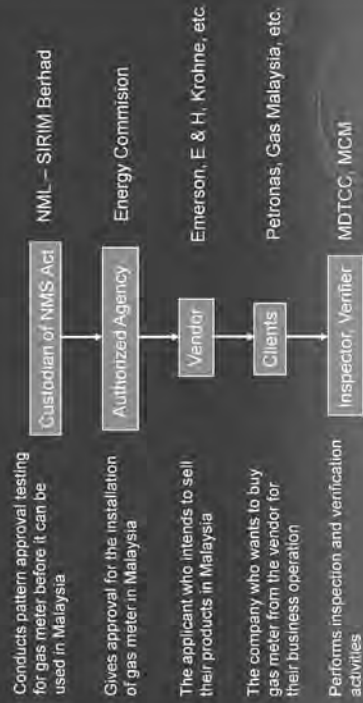 Conducts pattern approval testing
for gas meter before it can be
used in Malaysia
Custodian of NMS Act
NML – SIRIM Berhad
Gives approval for the installation
of gas meter in Malaysia
Authorized Agency
Energy Commision
The applicant who intends to sell
their products in Malaysia
Vendor
Emerson, E & H, Krohne, etc.
The company who wants to buy
gas meter from the vendor for
their business operation
Clients
Petronas, Gas Malaysia, etc.
Performs inspection and verification
activities
Inspector Verifier
MDTCC, MCM